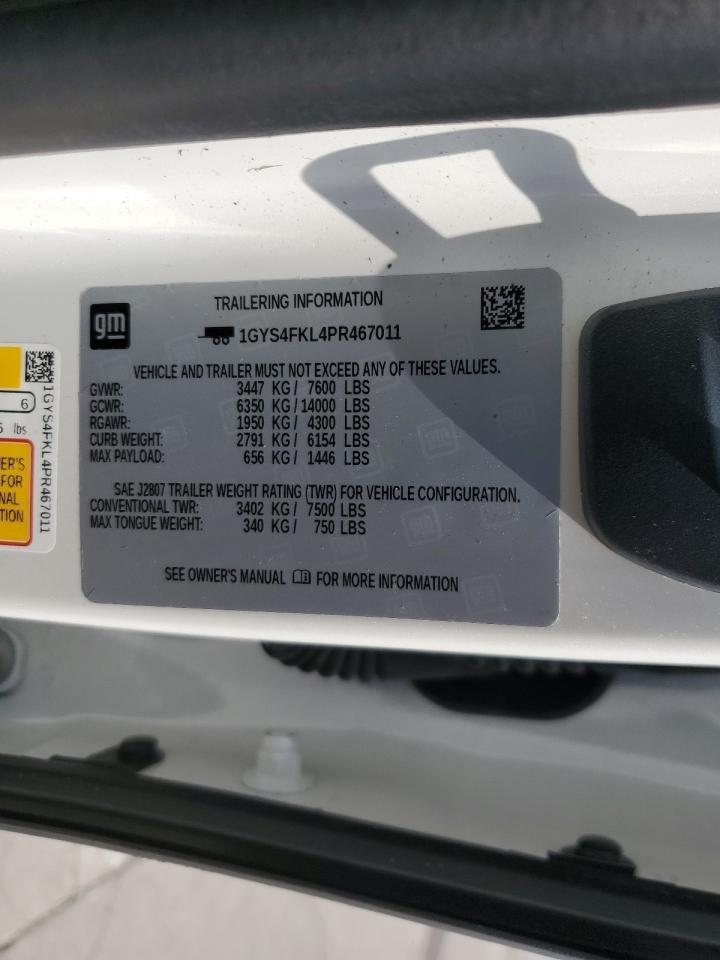 gm
TRAILERING INFORMATION
1GYS4FKL4PR467011
VEHICLE AND TRAILER MUST NOT EXCEED ANY OF THESE VALUES.
GVWR: 3447 KG/ 7600 LBS
GCWR: 6350 KG/14000 LBS
RGAWR: 1950 KG/ 4300 LBS
CURB WEIGHT: 2791 KG/ 6154 LBS
MAX PAYLOAD: 656 KG/ 1446 LBS
SAE J2807 TRAILER WEIGHT RATING (TWR) FOR VEHICLE CONFIGURATION.
CONVENTIONAL TWR: 3402 KG/ 7500 LBS
MAX TONGUE WEIGHT: 340 KG/ 750 LBS
SEE OWNER'S MANUAL FOR MORE INFORMATION
1GYS4FKL4PR467011
6
lbs
FOR